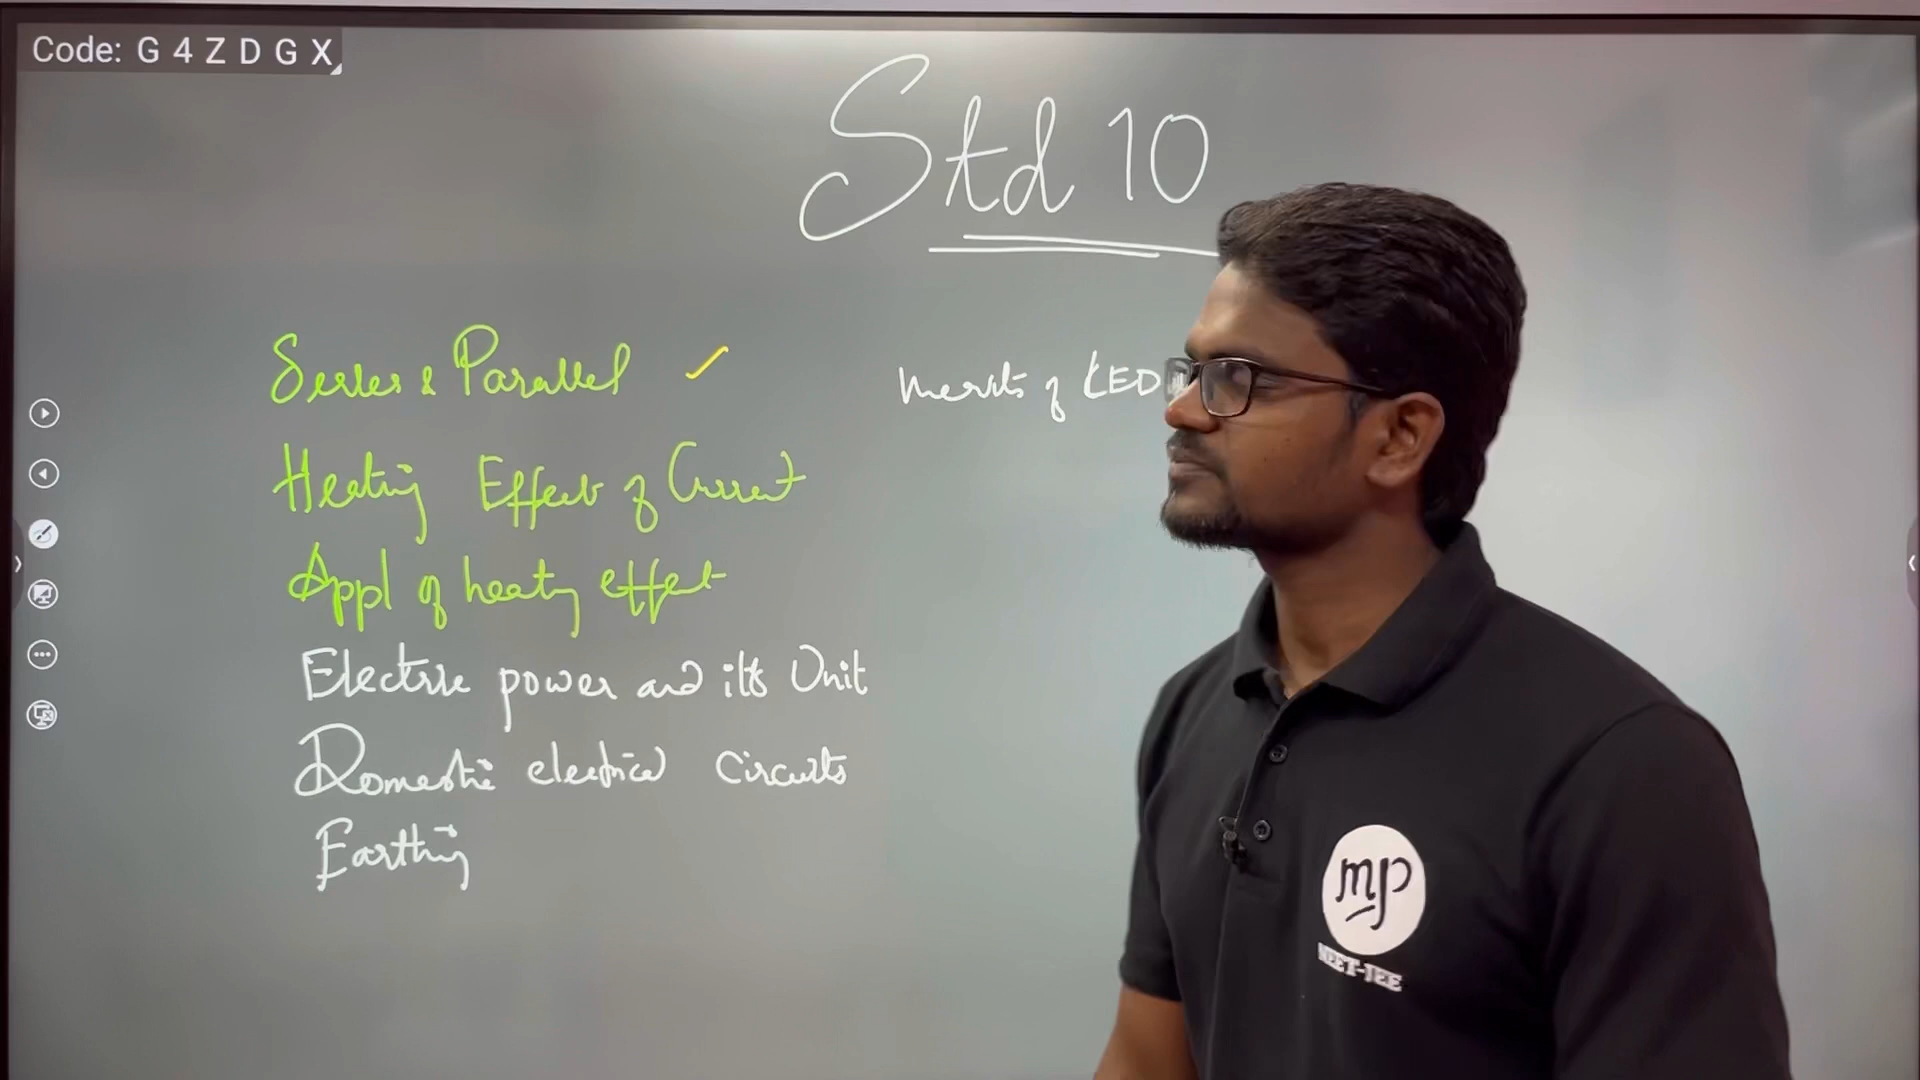 Code: G 4 Z D G X
Std 10
Series & Parallel ✓
Merits of LED
Heating Effect of Current
Appl of heating effect
Electric power and its Unit
Domestic electrical circuits
Earthing
mp
NEET-JEE